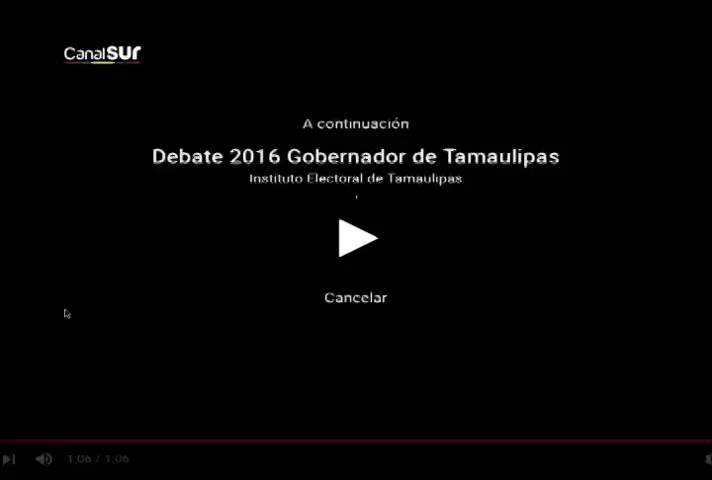 CanalSUr
A continuación
Debate 2016 Gobernador de Tamaulipas
Instituto Electoral de Tamaulipas
Cancelar
1:06 / 1:06